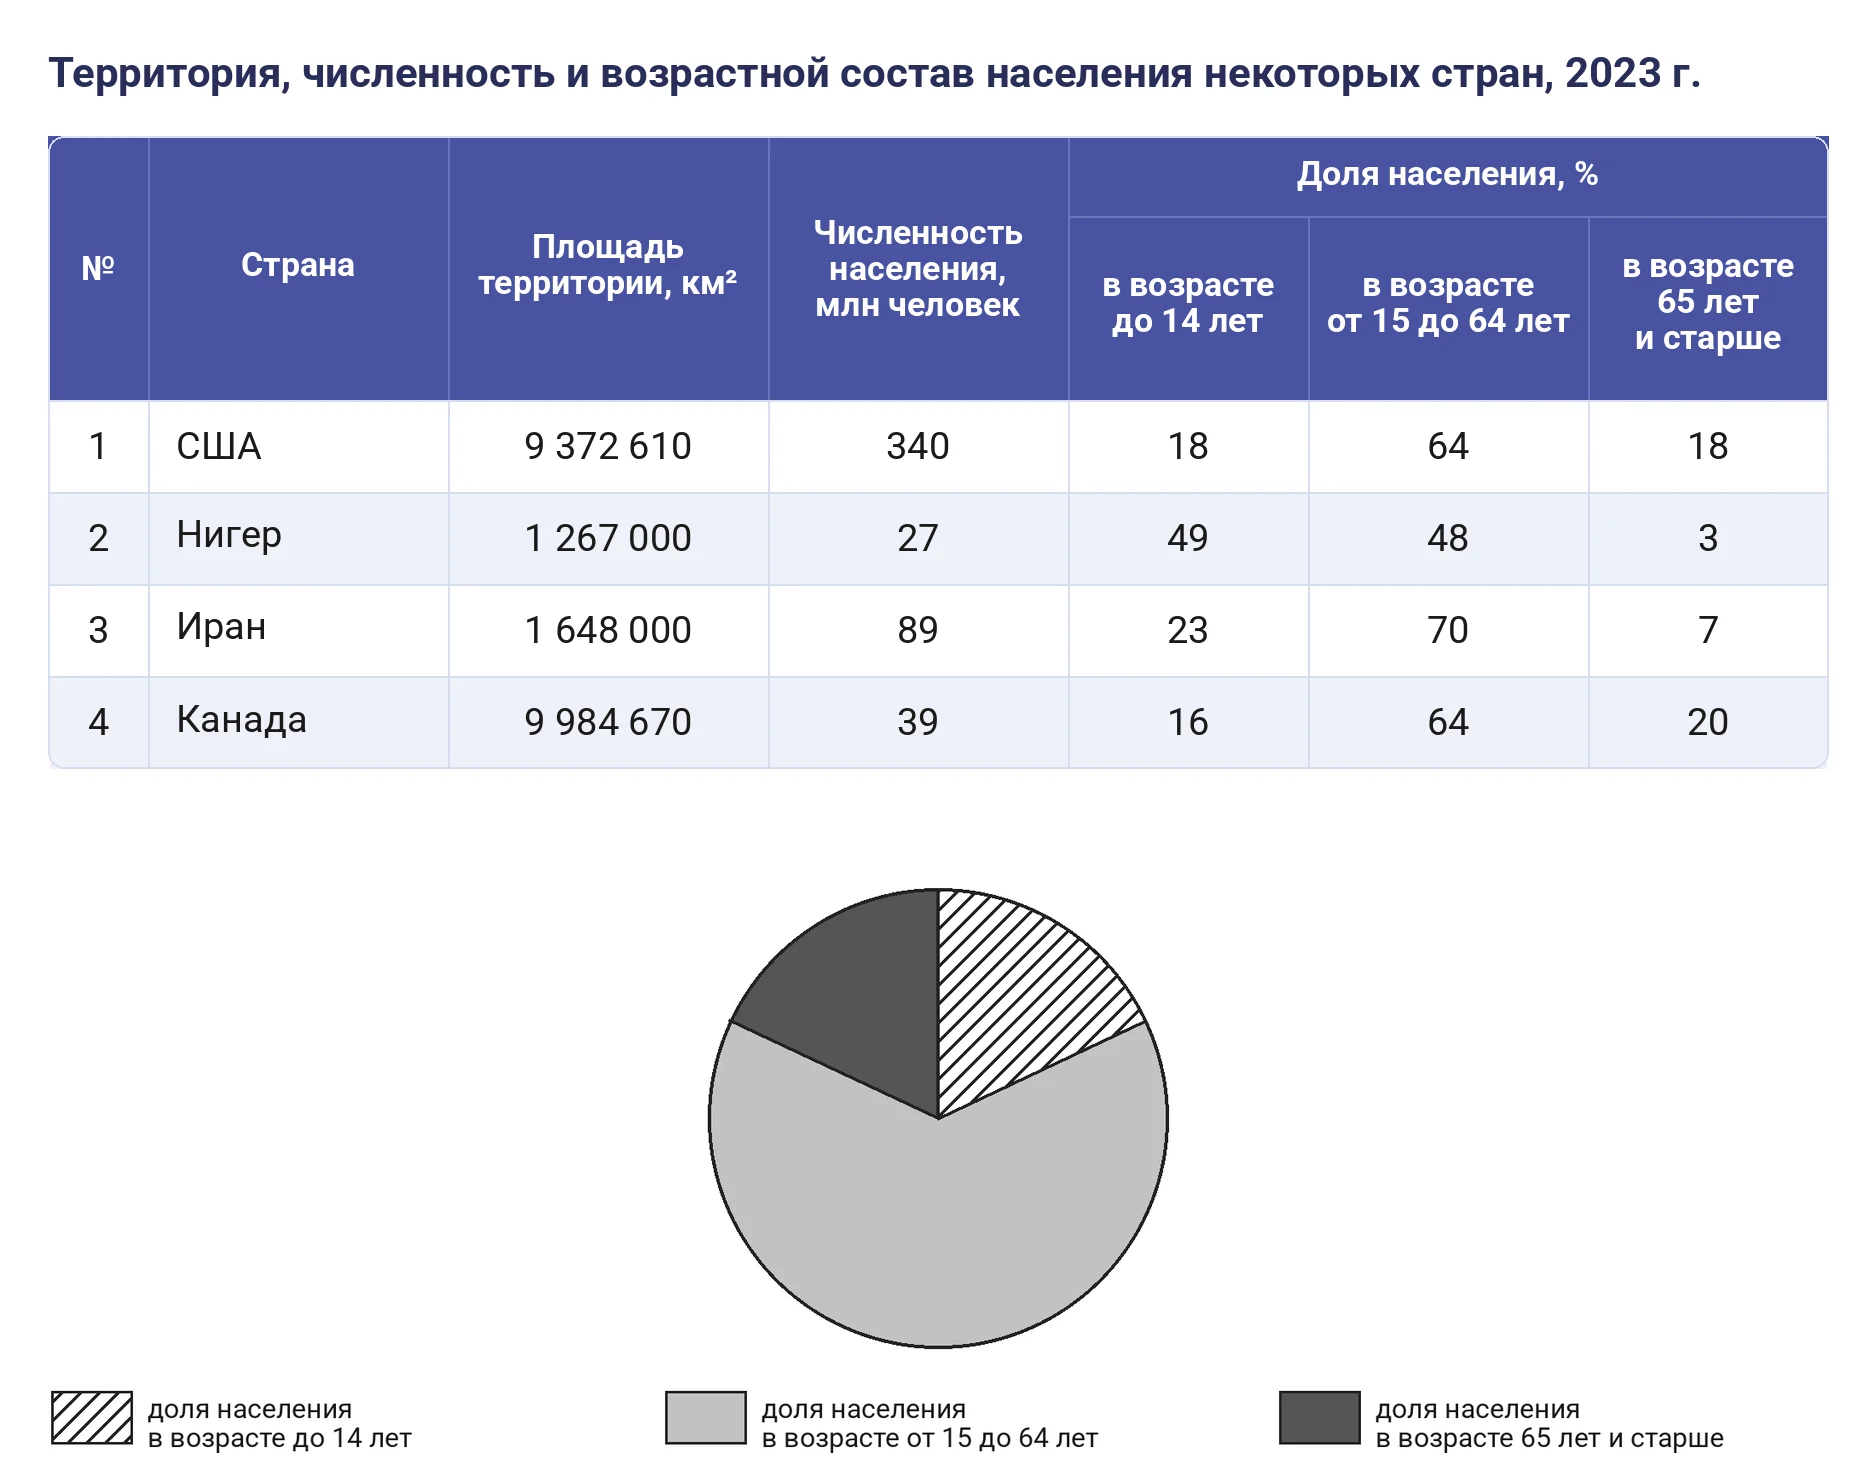 Территория, численность и возрастной состав населения некоторых стран, 2023 г.
№
Страна
Площадь
территории, км²
Численность
населения,
млн человек
Доля населения, %
в возрасте
до 14 лет
в возрасте
от 15 до 64 лет
в возрасте
65 лет
и старше
1 США 9 372 610 340 18 64 18
2 Нигер 1 267 000 27 49 48 3
3 Иран 1 648 000 89 23 70 7
4 Канада 9 984 670 39 16 64 20
доля населения
в возрасте до 14 лет
доля населения
в возрасте от 15 до 64 лет
доля населения
в возрасте 65 лет и старше